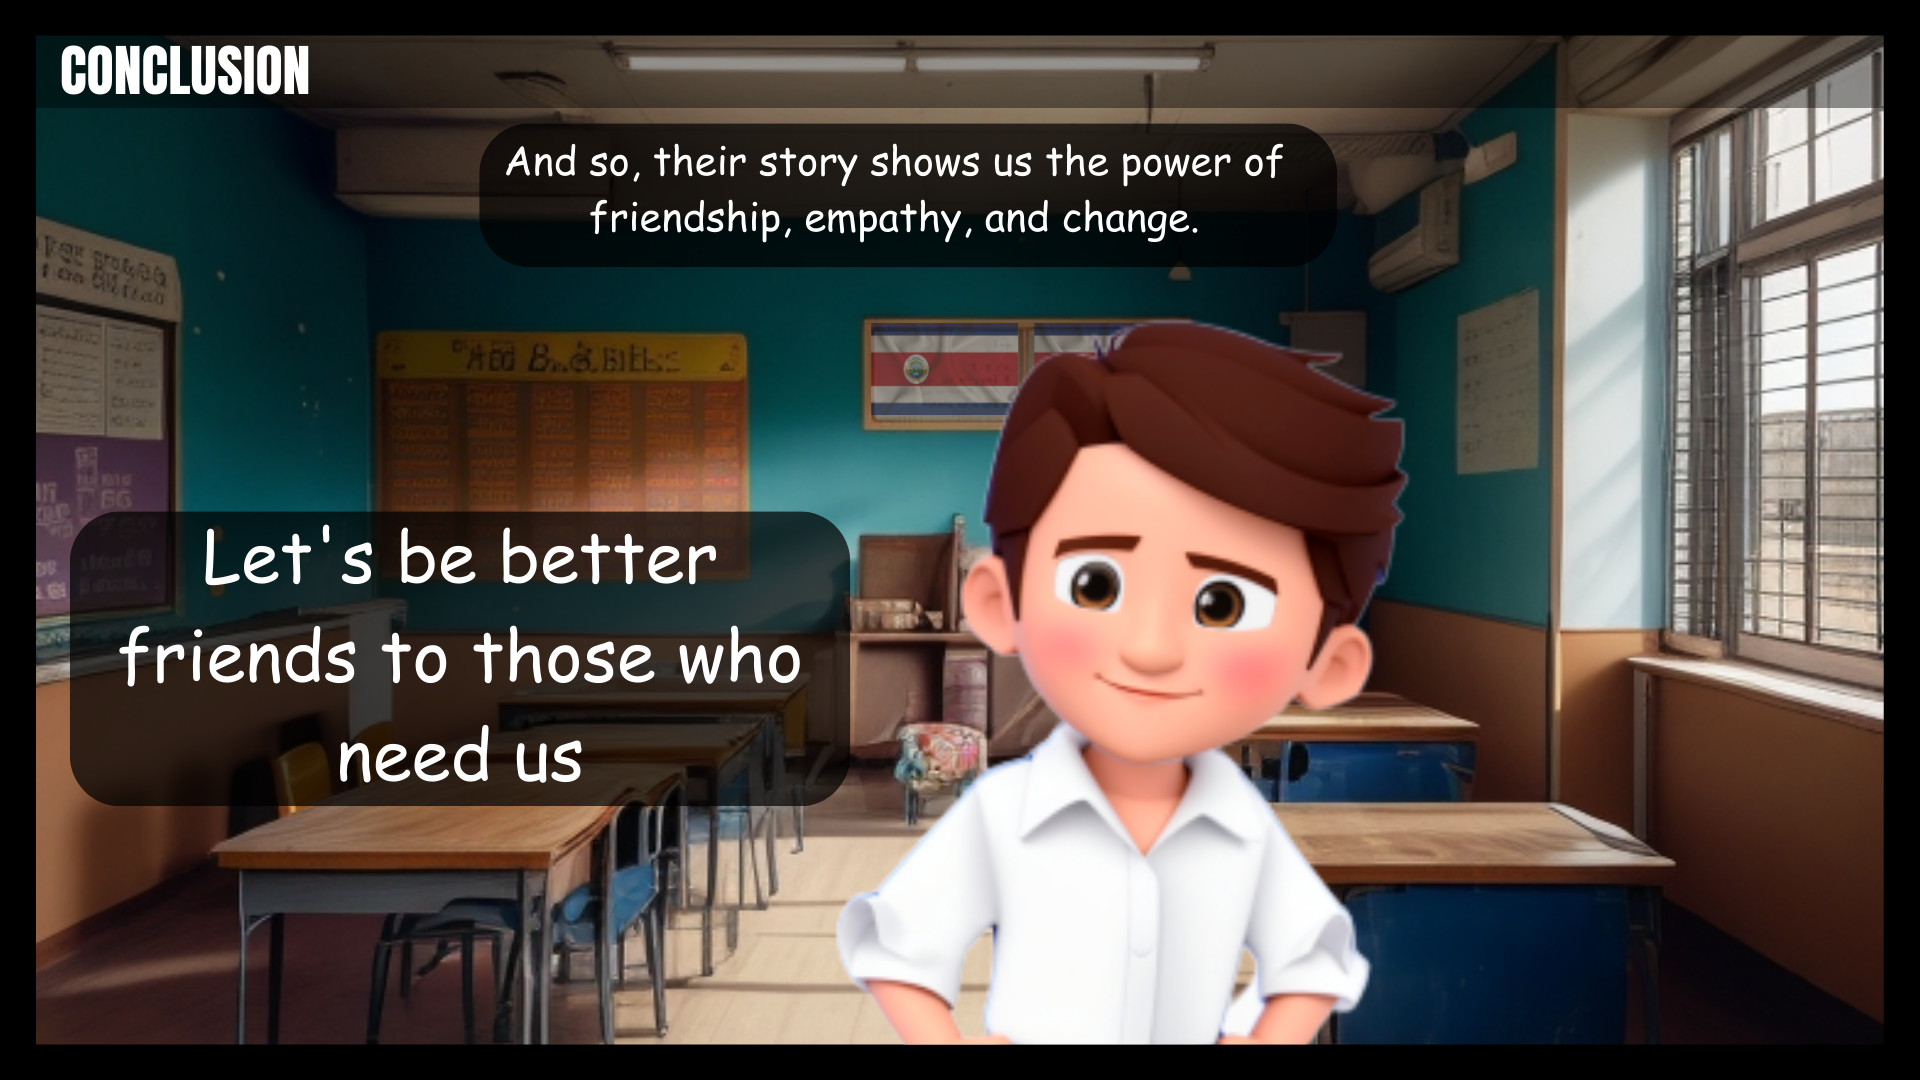 CONCLUSION
And so, their story shows us the power of
friendship, empathy, and change.
Let's be better
friends to those who
need us